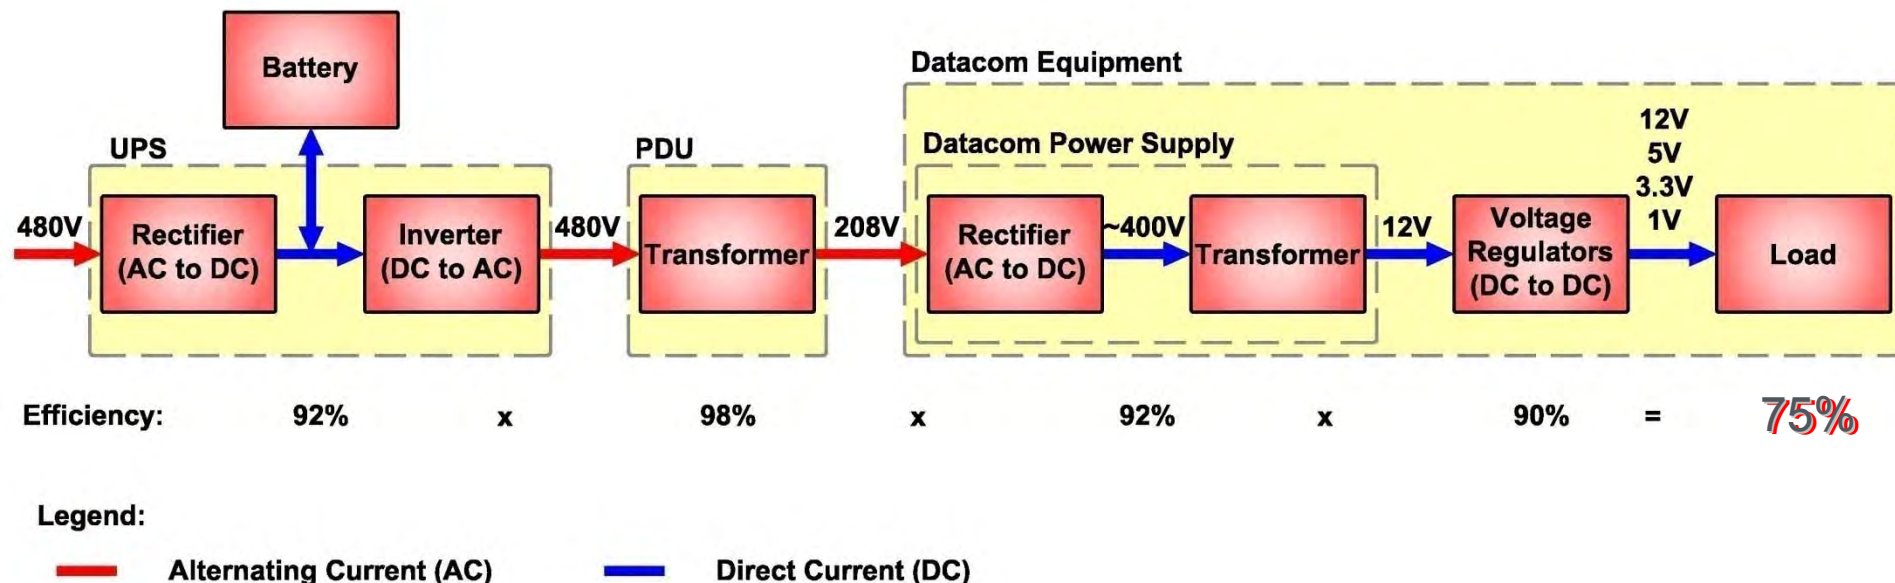 Battery
Datacom Equipment
UPS
PDU
Datacom Power Supply
12V
5V
3.3V
1V
480V
Rectifier
(AC to DC)
Inverter
(DC to AC)
480V
Transformer
208V
Rectifier
(AC to DC)
~400V
Transformer
12V
Voltage
Regulators
(DC to DC)
Load
Efficiency: 92% x 98% x 92% x 90% = 75%
Legend:
Alternating Current (AC) Direct Current (DC)